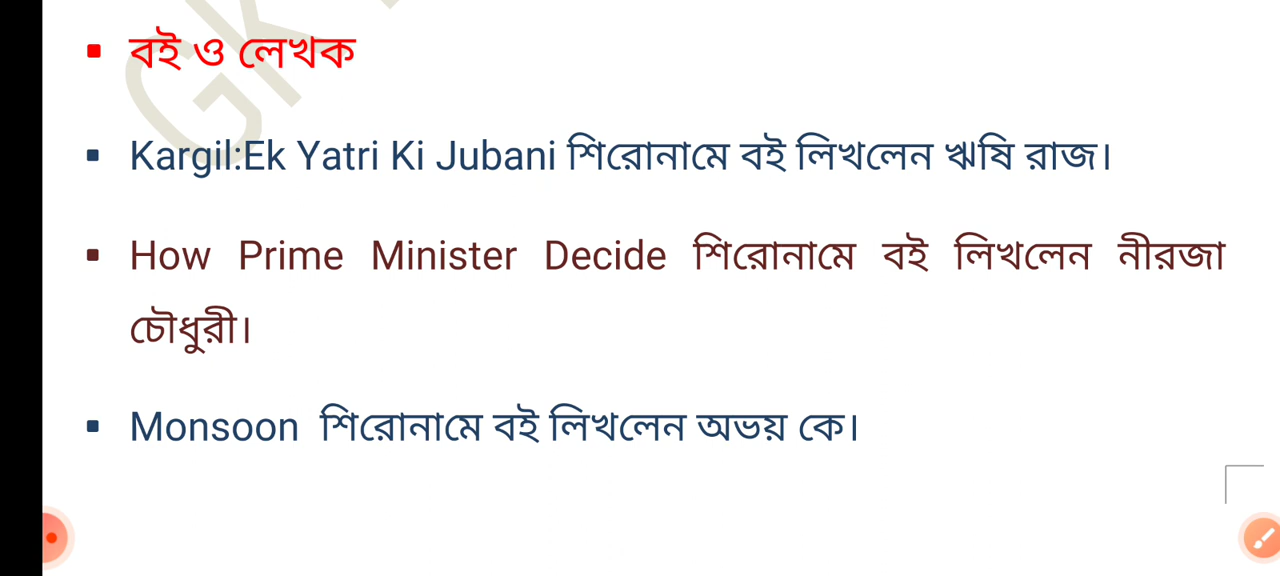 বই ও লেখক
Kargil:Ek Yatri Ki Jubani শিরোনামে বই লিখলেন ঋষি রাজ।
How Prime Minister Decide শিরোনামে বই লিখলেন নীরজা
চৌধুরী।
Monsoon শিরোনামে বই লিখলেন অভয় কে।